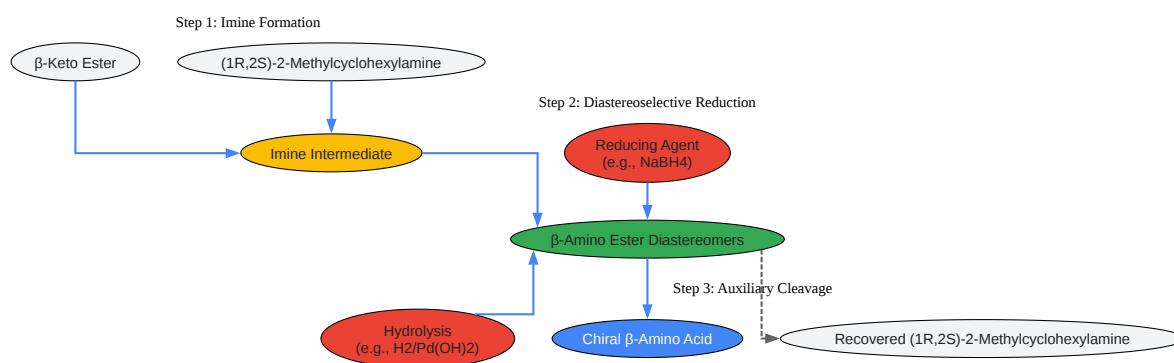 Step 1: Imine Formation
β-Keto Ester
(1R,2S)-2-Methylcyclohexylamine
Step 2: Diastereoselective Reduction
Imine Intermediate
Reducing Agent
(e.g., NaBH4)
β-Amino Ester Diastereomers
Step 3: Auxiliary Cleavage
Hydrolysis
(e.g., H2/Pd(OH)2)
Chiral β-Amino Acid
Recovered (1R,2S)-2-Methylcyclohexylamine